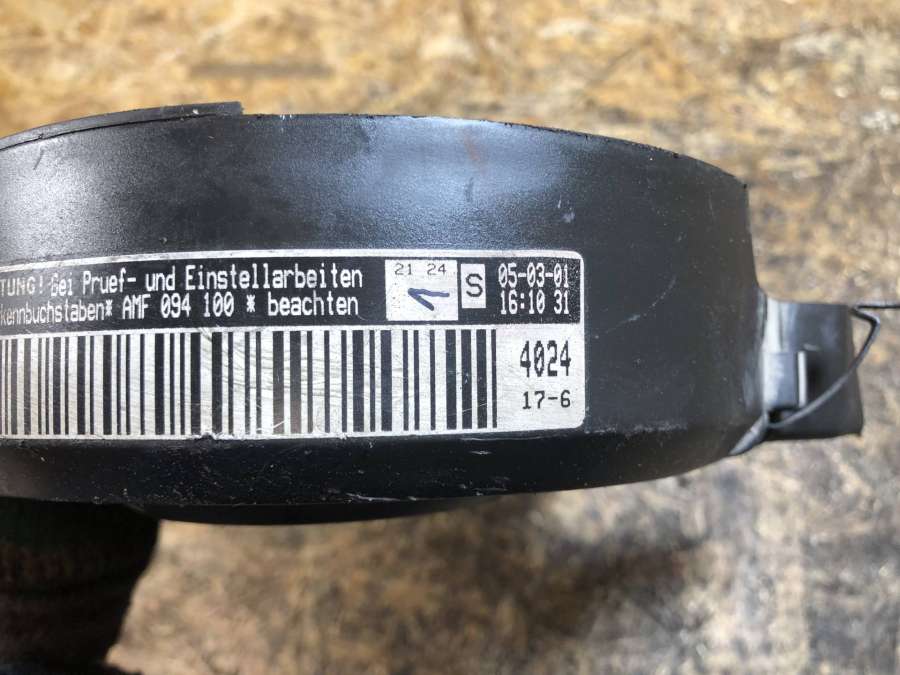 TUNG! Bei Pruef- und Einstellarbeiten
kennbuchstaben* AMF 094 100 * beachten
21 24
1
S
05-03-01
16:10 31
4024
17-6